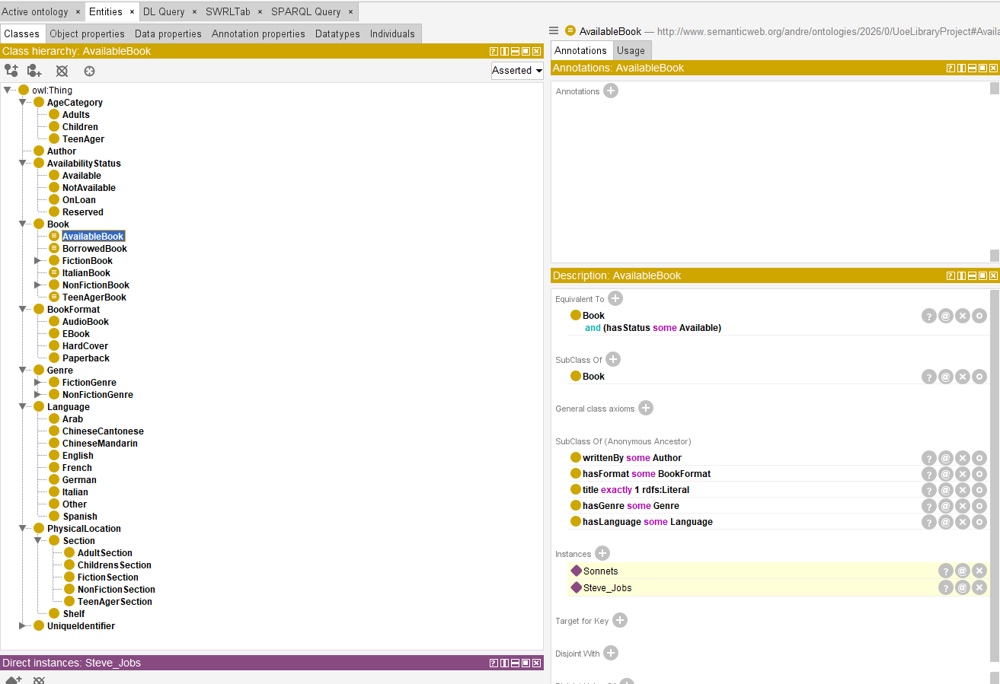 Active ontology × Entities × DL Query × SWRLTab × SPARQL Query ×
Classes Object properties Data properties Annotation properties Datatypes Individuals
Class hierarchy: AvailableBook
Asserted
owl:Thing
AgeCategory
Adults
Children
TeenAger
Author
AvailabilityStatus
Available
NotAvailable
OnLoan
Reserved
Book
AvailableBook
BorrowedBook
FictionBook
ItalianBook
NonFictionBook
TeenAgerBook
BookFormat
AudioBook
EBook
HardCover
Paperback
Genre
FictionGenre
NonFictionGenre
Language
Arab
ChineseCantonese
ChineseMandarin
English
French
German
Italian
Other
Spanish
PhysicalLocation
Section
AdultSection
ChildrensSection
FictionSection
NonFictionSection
TeenAgerSection
Shelf
UniqueIdentifier
Direct instances: Steve_Jobs
AvailableBook — http://www.semanticweb.org/andre/ontologies/2026/0/UoeLibraryProject#Availa
Annotations Usage
Annotations: AvailableBook
Annotations
Description: AvailableBook
Equivalent To
Book
and (hasStatus some Available)
SubClass Of
Book
General class axioms
SubClass Of (Anonymous Ancestor)
writtenBy some Author
hasFormat some BookFormat
title exactly 1 rdfs:Literal
hasGenre some Genre
hasLanguage some Language
Instances
Sonnets
Steve_Jobs
Target for Key
Disjoint With